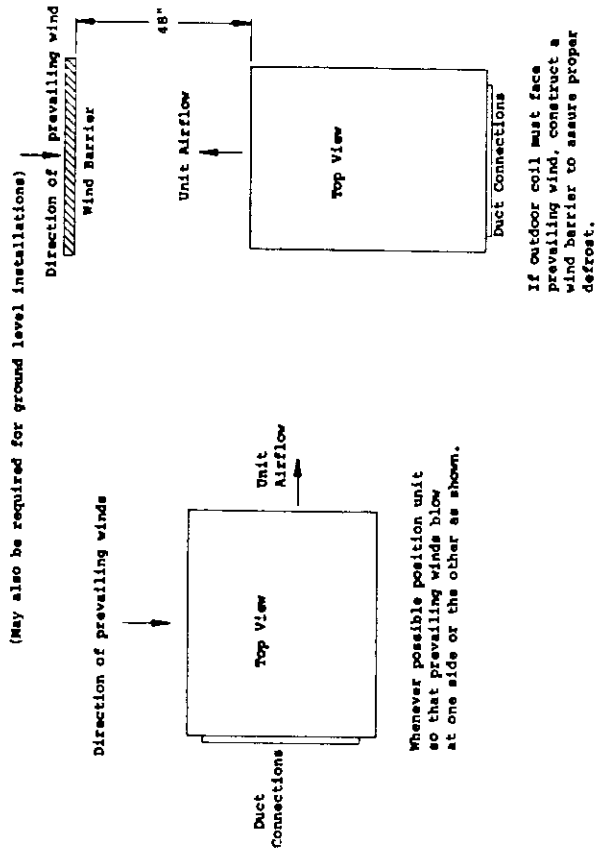 (May also be required for ground level installations)
Direction of prevailing winds
Duct
Connections
Top View
Unit
Airflow
Whenever possible position unit
so that prevailing winds blow
at one side or the other as shown.
Direction of prevailing wind
Wind Barrier
48"
Unit Airflow
Top View
Duct Connections
If outdoor coil must face
prevailing wind, construct a
wind barrier to assure proper
defrost.